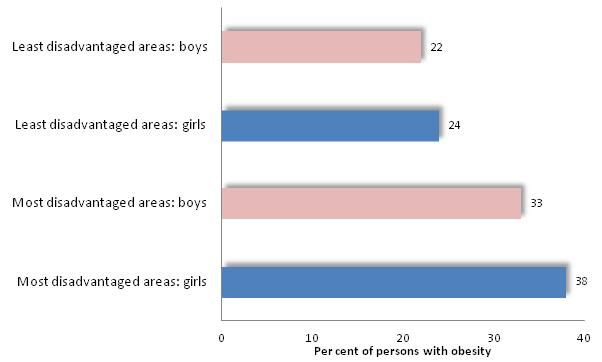 Least disadvantaged areas: boys 22
Least disadvantaged areas: girls 24
Most disadvantaged areas: boys 33
Most disadvantaged areas: girls 38
0 10 20 30 40
Per cent of persons with obesity